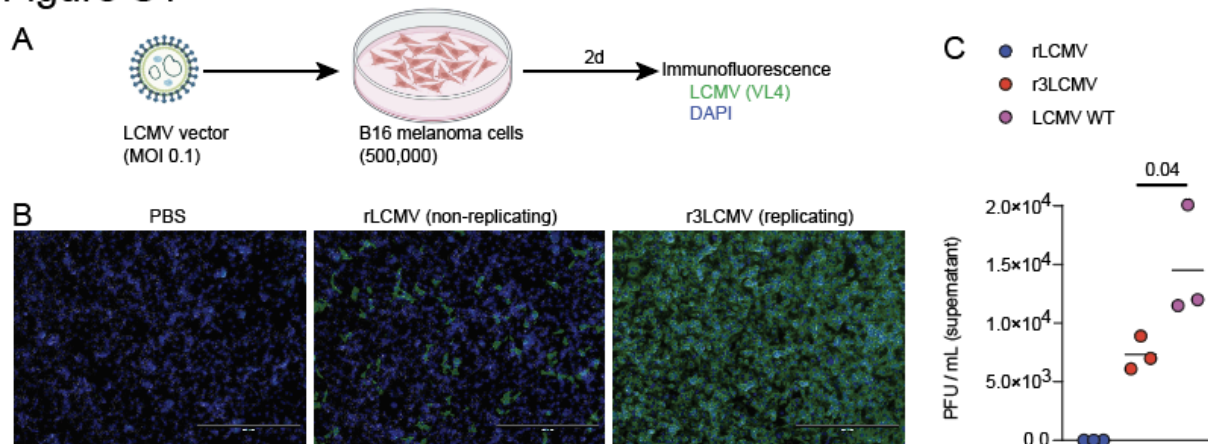 A
LCMV vector
(MOI 0.1)
B16 melanoma cells
(500,000)
2d
Immunofluorescence
LCMV (VL4)
DAPI
B
PBS
rLCMV (non-replicating)
r3LCMV (replicating)
C
rLCMV
r3LCMV
LCMV WT
0.04
PFU / mL (supernatant)
2.0×10⁴
1.5×10⁴
1.0×10⁴
5.0×10³
0.0